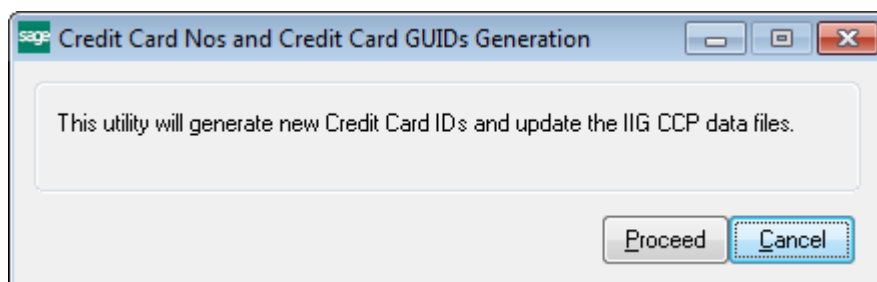 sage Credit Card Nos and Credit Card GUIDs Generation
This utility will generate new Credit Card IDs and update the IIG CCP data files.
Proceed Cancel